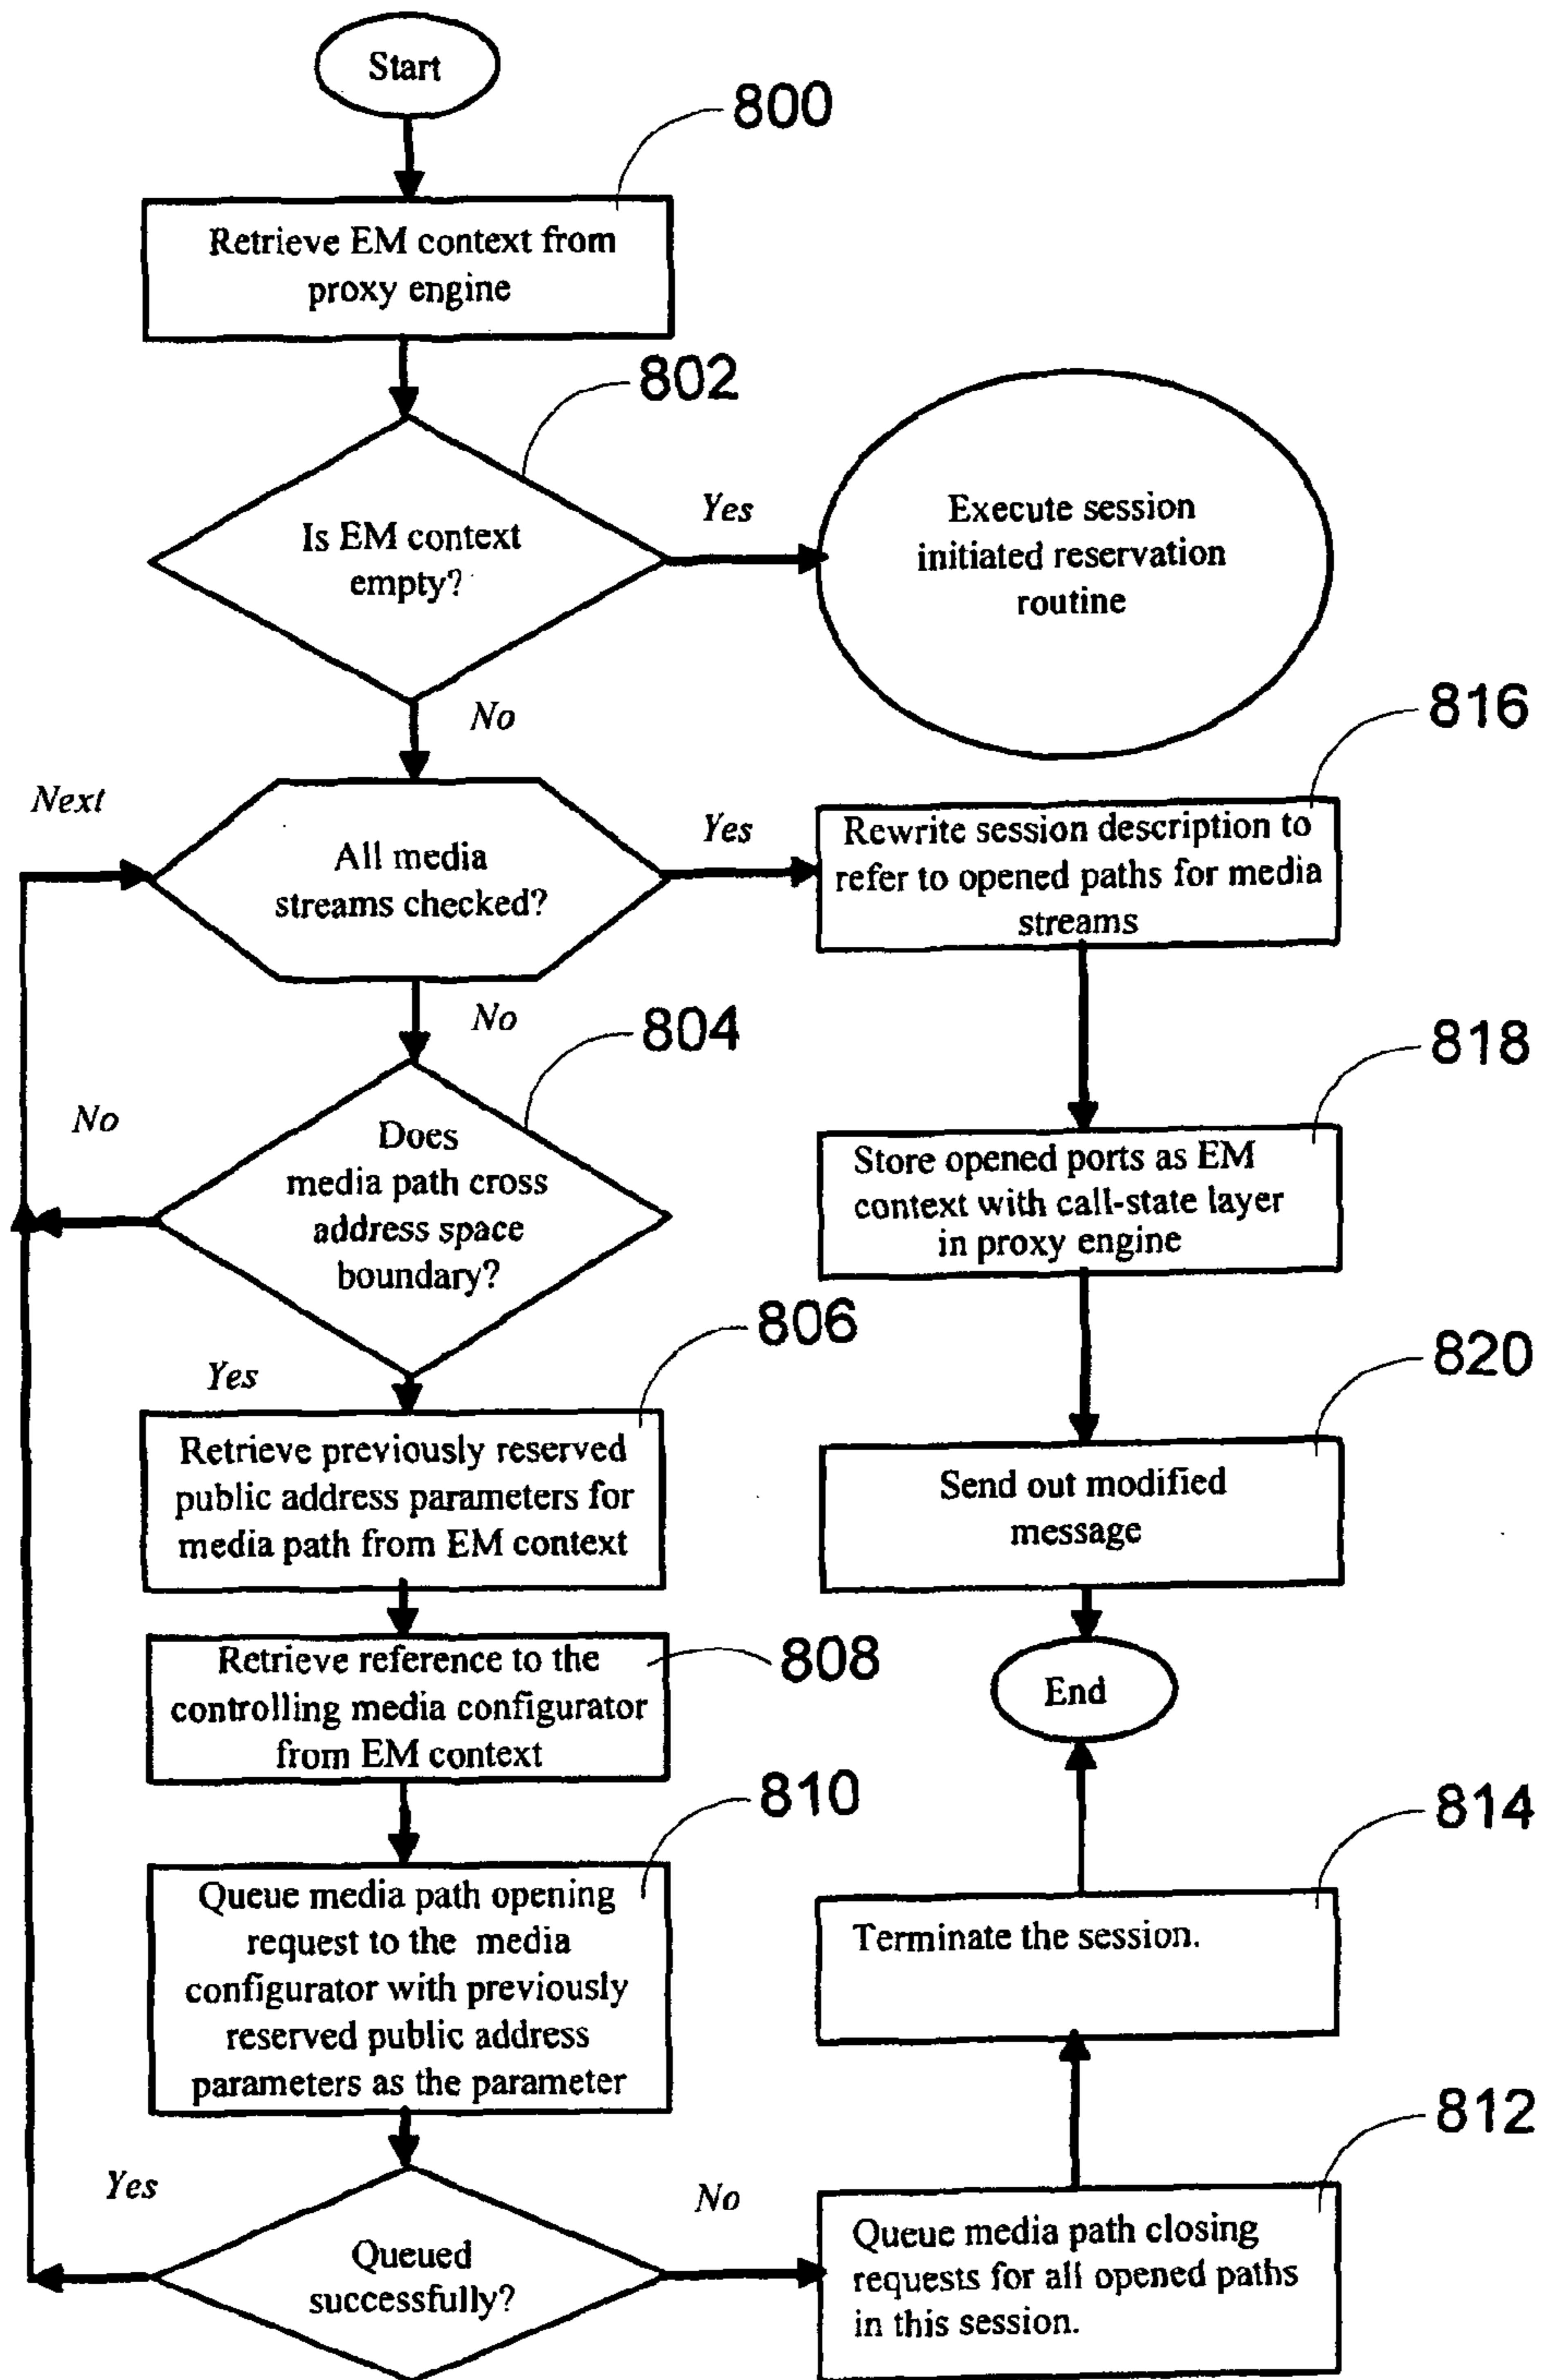 Start
800
Retrieve EM context from
proxy engine
802
Is EM context
empty?
Yes
Execute session
initiated reservation
routine
No
816
Next
All media
streams checked?
Yes
Rewrite session description to
refer to opened paths for media
streams
No
804
818
No
Does
media path cross
address space
boundary?
Store opened ports as EM
context with call-state layer
in proxy engine
806
820
Yes
Retrieve previously reserved
public address parameters for
media path from EM context
Send out modified
message
808
Retrieve reference to the
controlling media configurator
from EM context
End
810
814
Queue media path opening
request to the media
configurator with previously
reserved public address
parameters as the parameter
Terminate the session.
812
Yes
Queued
successfully?
No
Queue media path closing
requests for all opened paths
in this session.